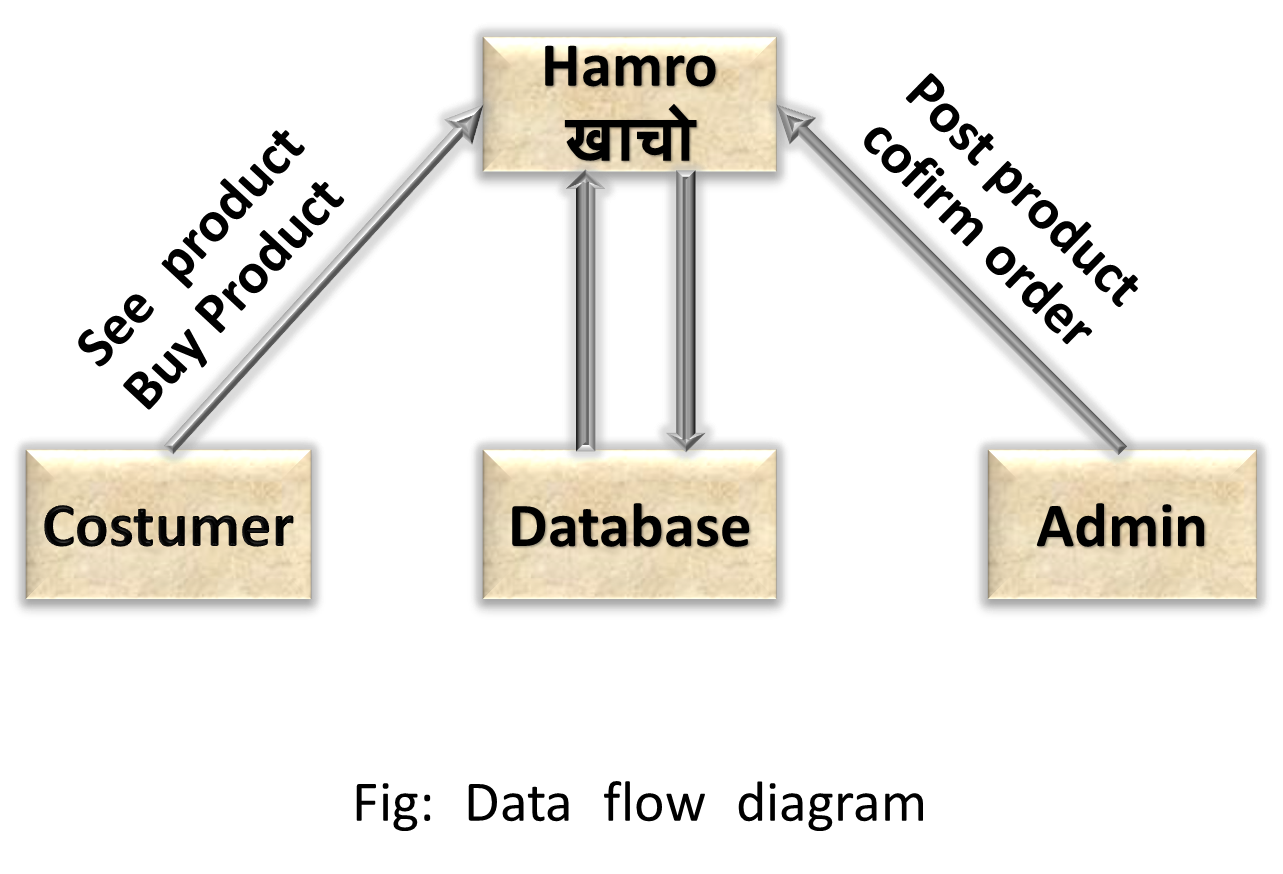 Hamro
खाचो
See product
Buy Product
Post product
cofirm order
Costumer
Database
Admin
Fig: Data flow diagram